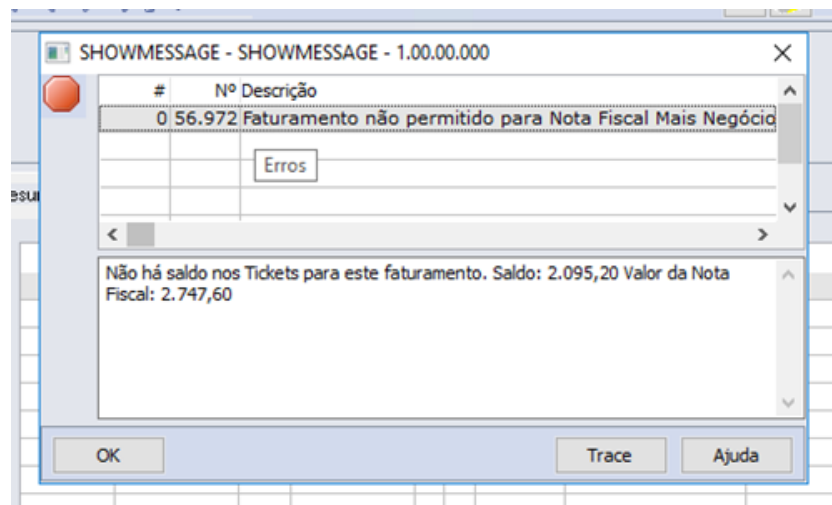 SHOWMESSAGE - SHOWMESSAGE - 1.00.00.000
# Nº Descrição
0 56.972 Faturamento não permitido para Nota Fiscal Mais Negócio
Erros
Não há saldo nos Tickets para este faturamento. Saldo: 2.095,20 Valor da Nota
Fiscal: 2.747,60
OK Trace Ajuda